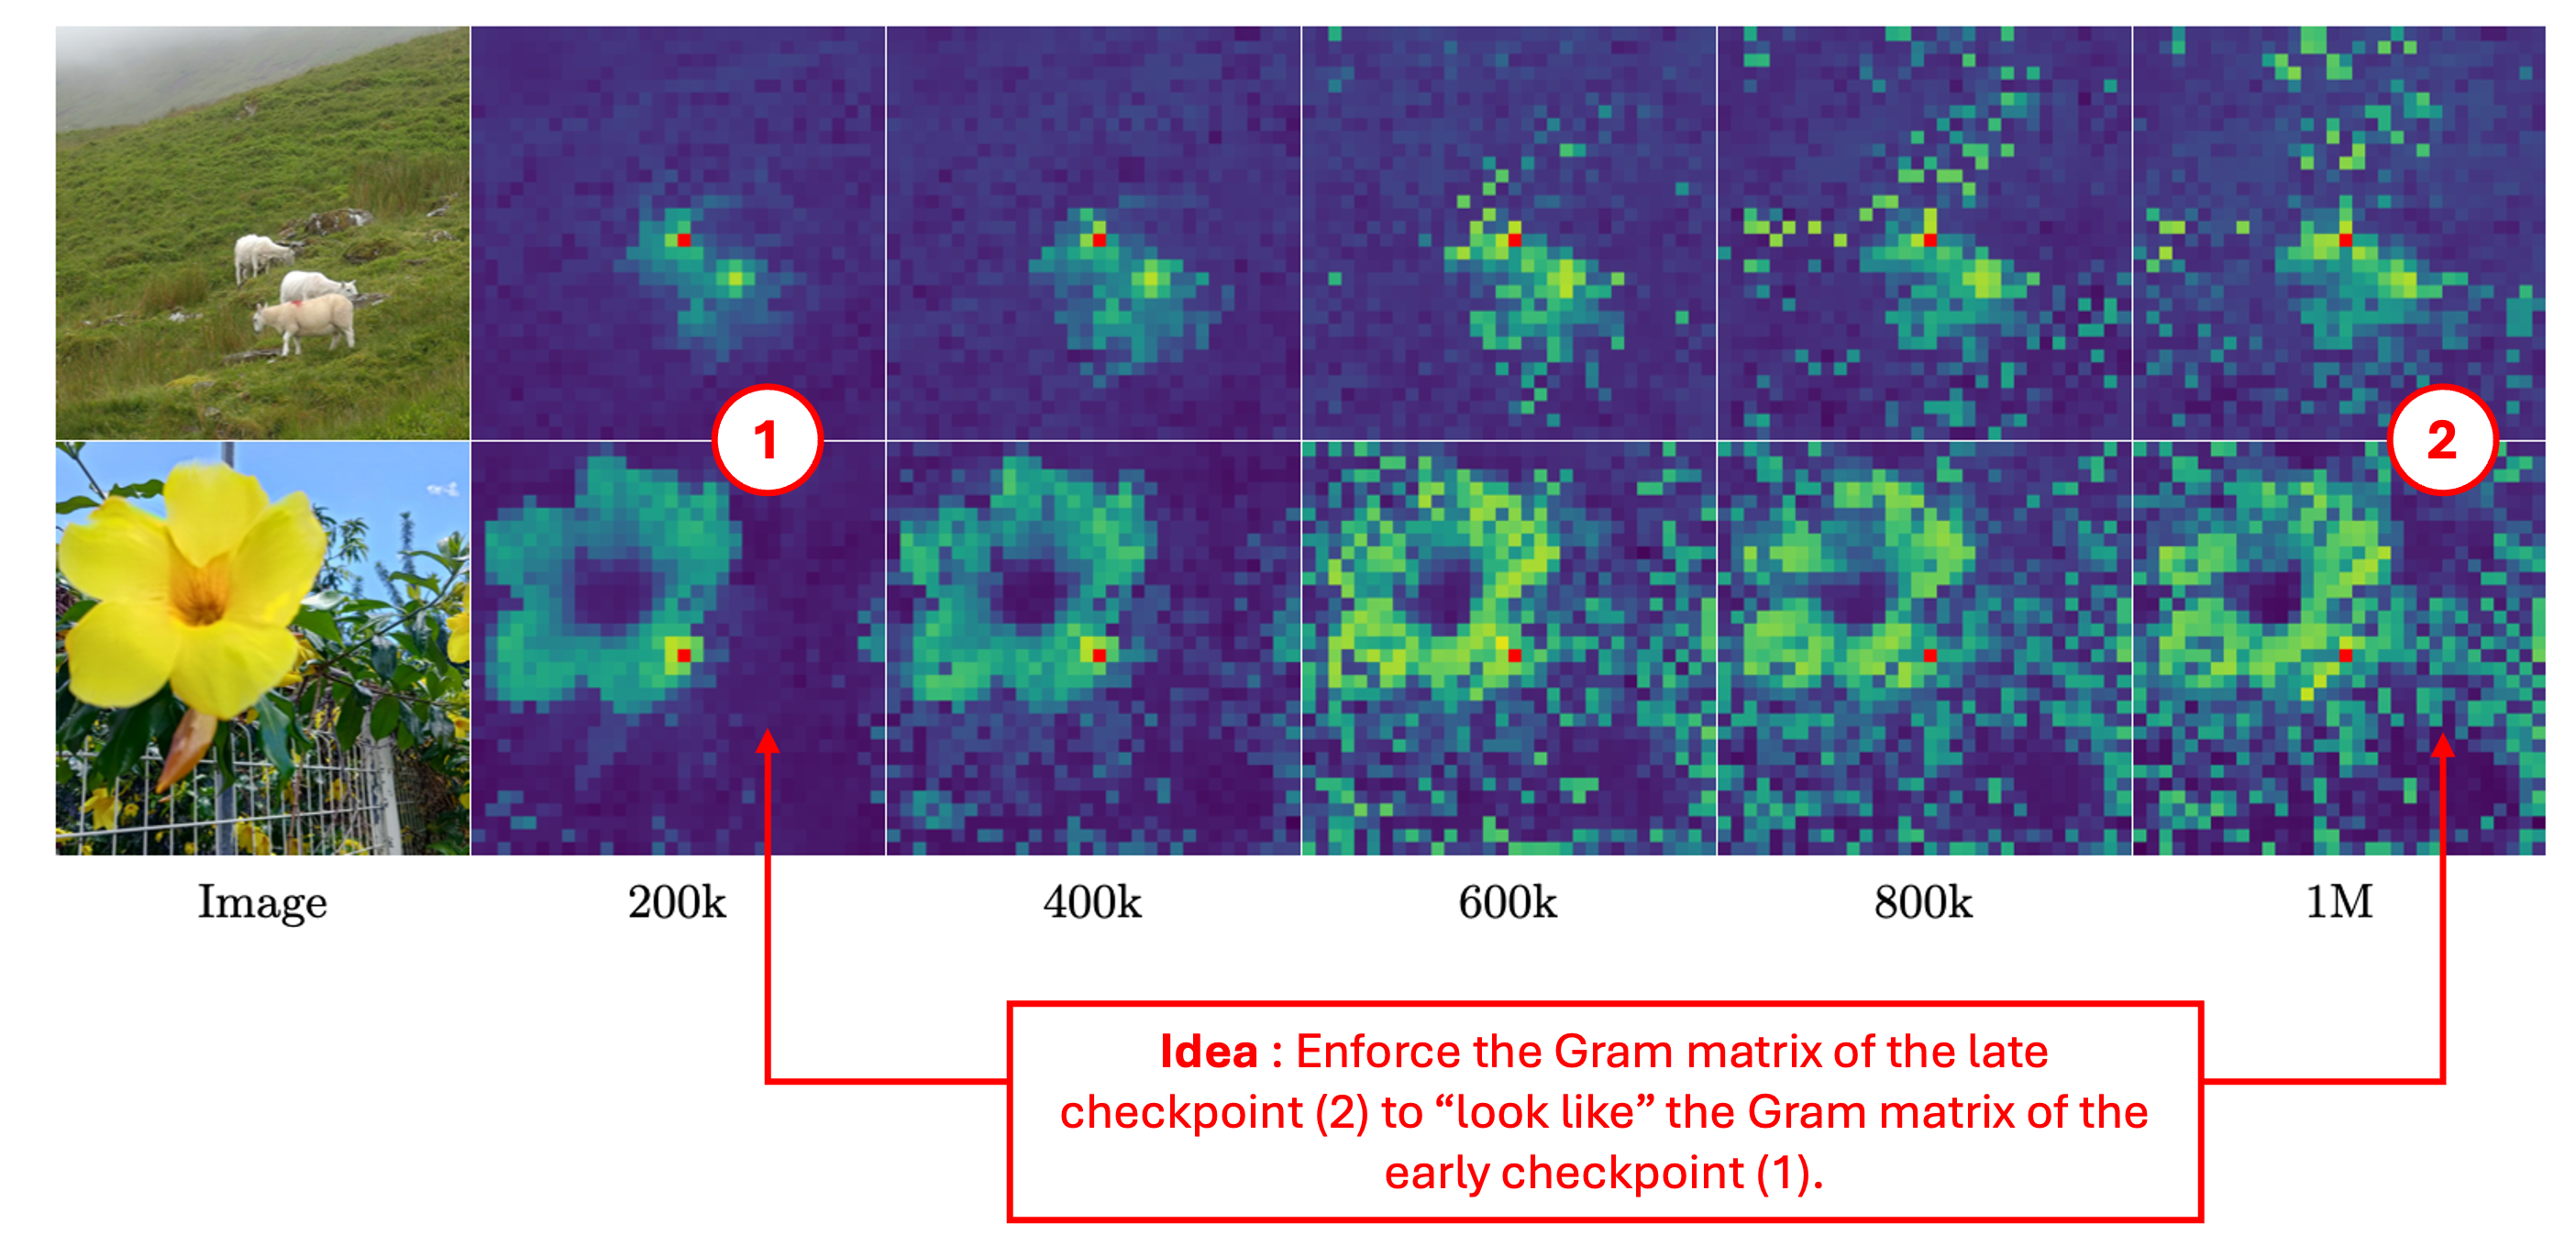 1
2
Image
200k
400k
600k
800k
1M
Idea : Enforce the Gram matrix of the late
checkpoint (2) to “look like” the Gram matrix of the
early checkpoint (1).